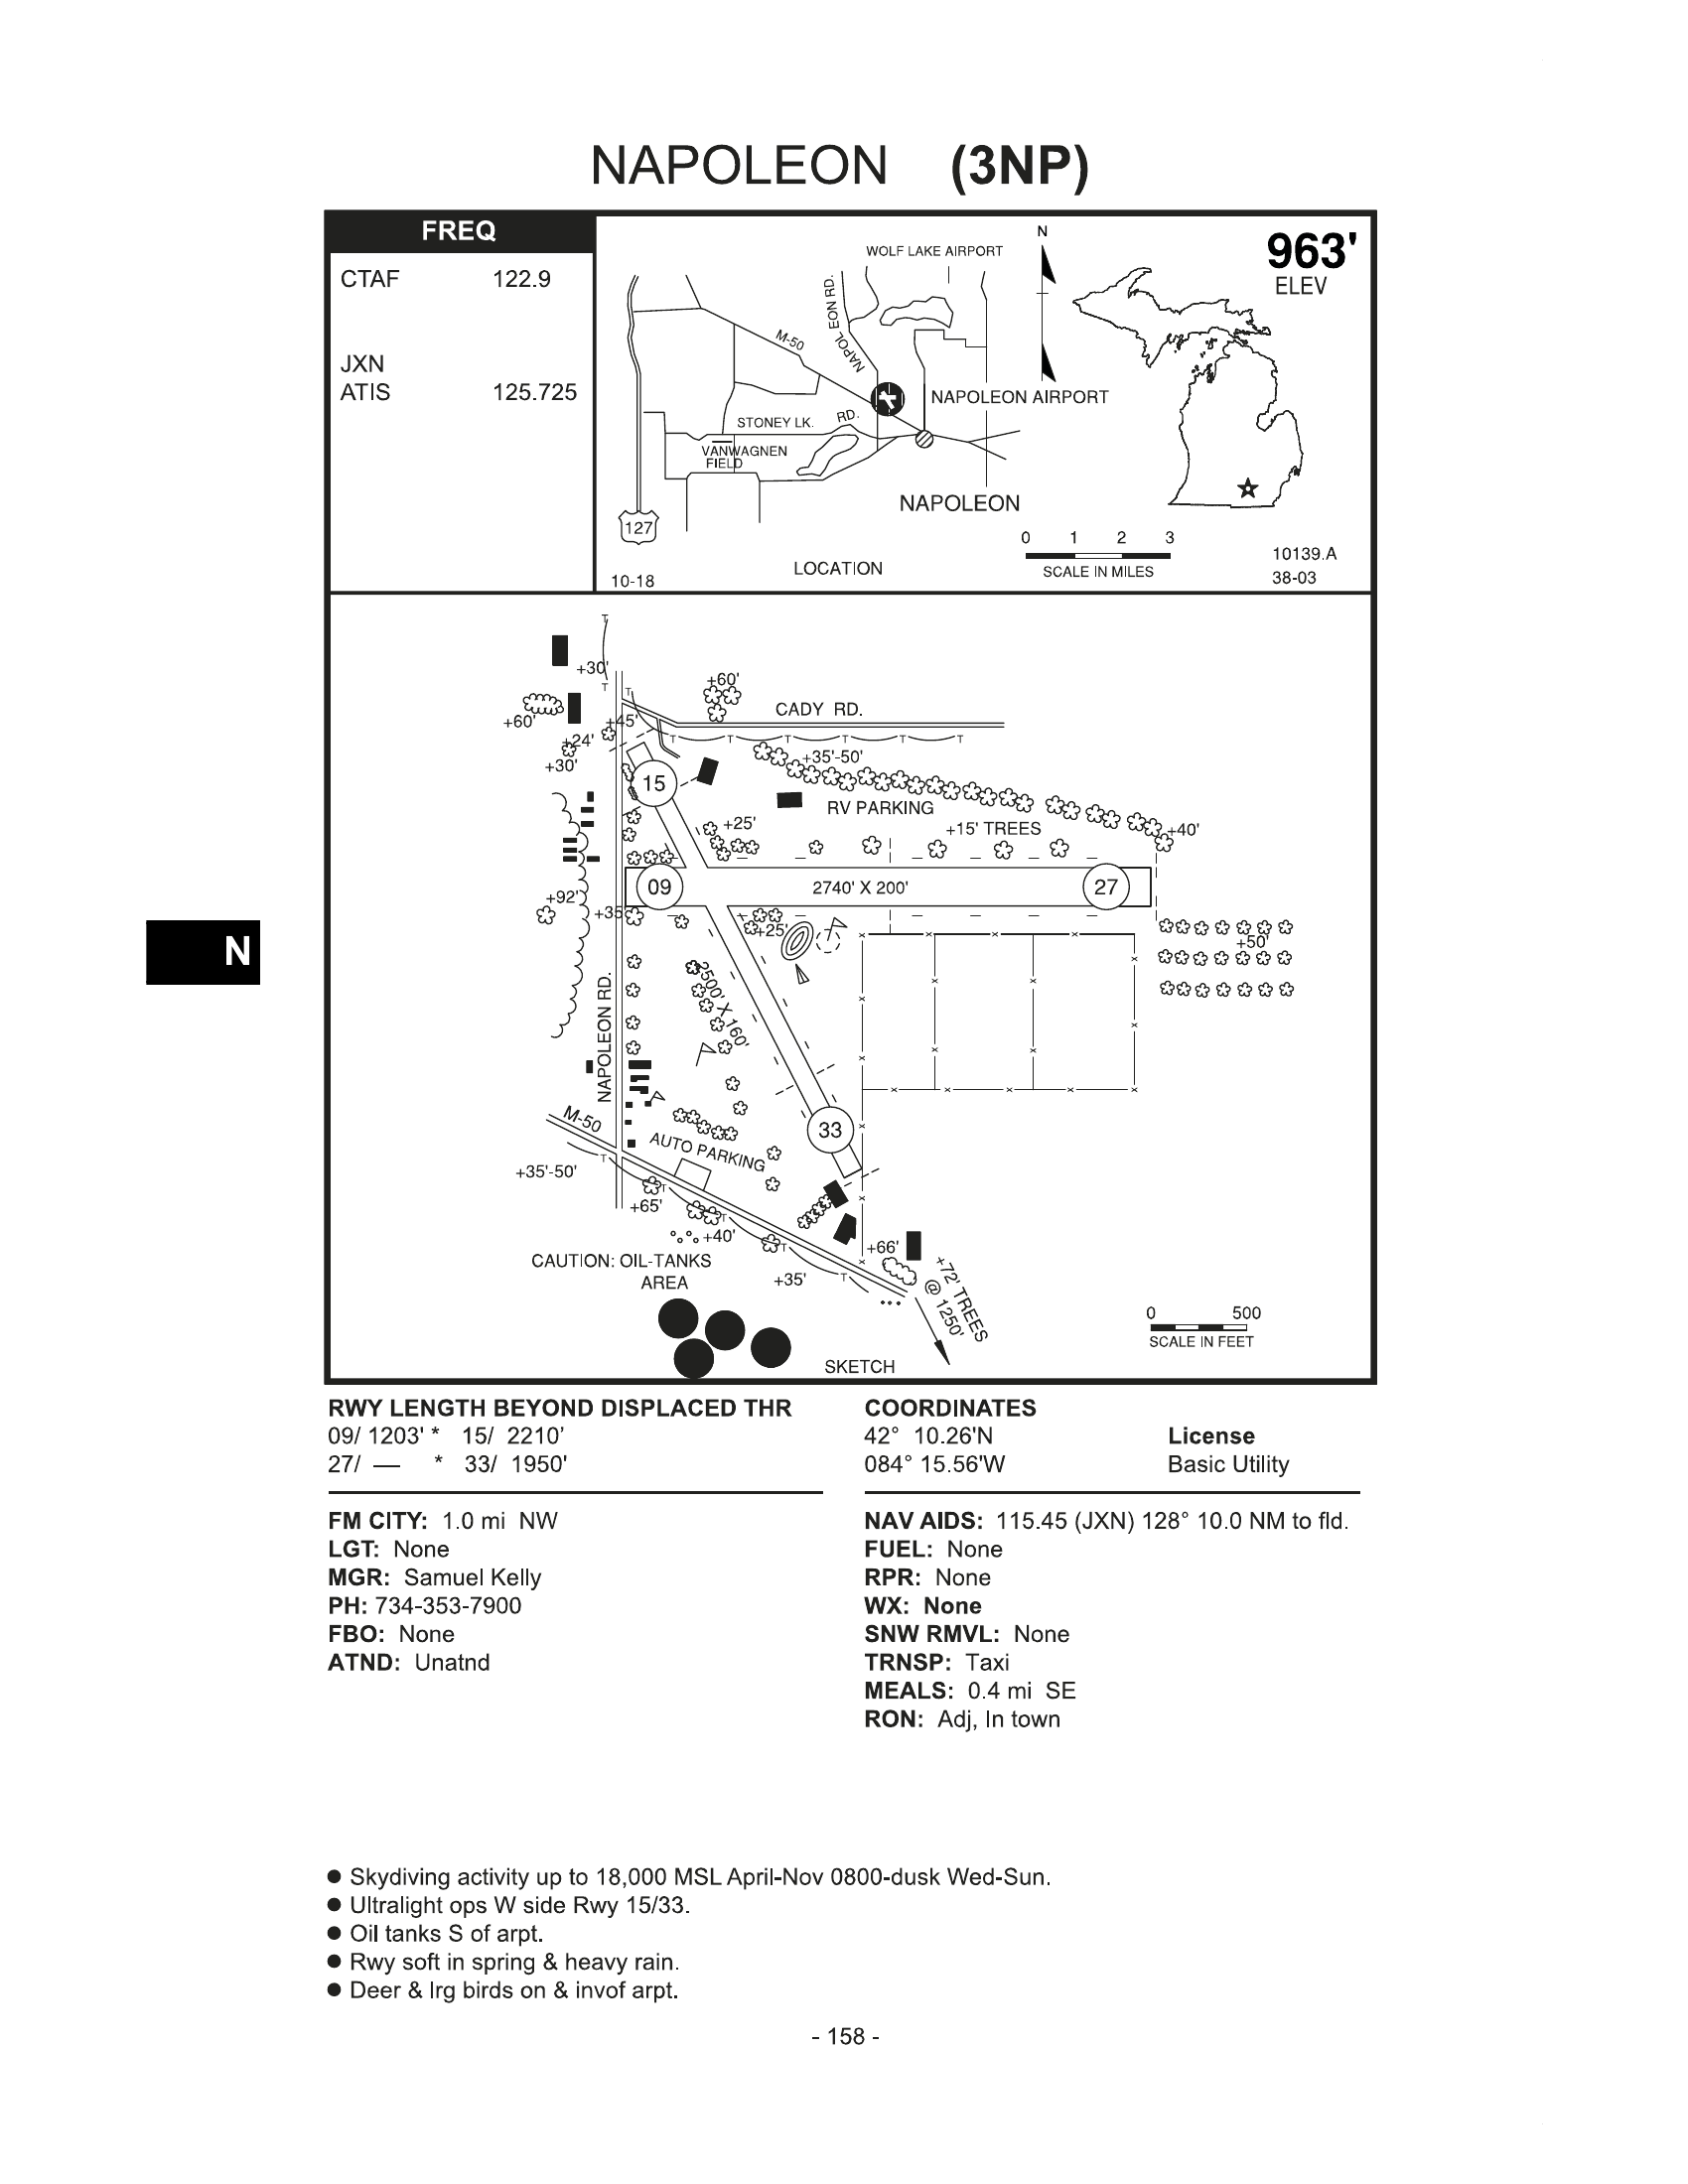 NAPOLEON (3NP)
FREQ
CTAF 122.9
JXN
ATIS 125.725
WOLF LAKE AIRPORT
N
963'
ELEV
NAPOL EON RD.
M-50
NAPOLEON AIRPORT
STONEY LK. RD.
VANWAGNEN
FIELD
NAPOLEON
127
0 1 2 3
SCALE IN MILES
LOCATION
10-18
10139.A
38-03
T
+30'
T
T
+60'
+60'
+45'
CADY RD.
+24'
T T T T T T
+30'
+35'-50'
15
RV PARKING
+25'
+15' TREES
+40'
09
2740' X 200'
27
+92'
+35'
+25'
+50'
2500' X 160'
NAPOLEON RD.
M-50
33
AUTO PARKING
+35'-50'
T
T
+65'
T
+40'
T
+66'
CAUTION: OIL-TANKS
AREA
+35'
T
+72' TREES
@ 1250'
0 500
SCALE IN FEET
SKETCH
N
RWY LENGTH BEYOND DISPLACED THR
09/ 1203' * 15/ 2210'
27/ — * 33/ 1950'
COORDINATES
42° 10.26'N License
084° 15.56'W Basic Utility
FM CITY: 1.0 mi NW
LGT: None
MGR: Samuel Kelly
PH: 734-353-7900
FBO: None
ATND: Unatnd
NAV AIDS: 115.45 (JXN) 128° 10.0 NM to fld.
FUEL: None
RPR: None
WX: None
SNW RMVL: None
TRNSP: Taxi
MEALS: 0.4 mi SE
RON: Adj, In town
● Skydiving activity up to 18,000 MSL April-Nov 0800-dusk Wed-Sun.
● Ultralight ops W side Rwy 15/33.
● Oil tanks S of arpt.
● Rwy soft in spring & heavy rain.
● Deer & lrg birds on & invof arpt.
- 158 -